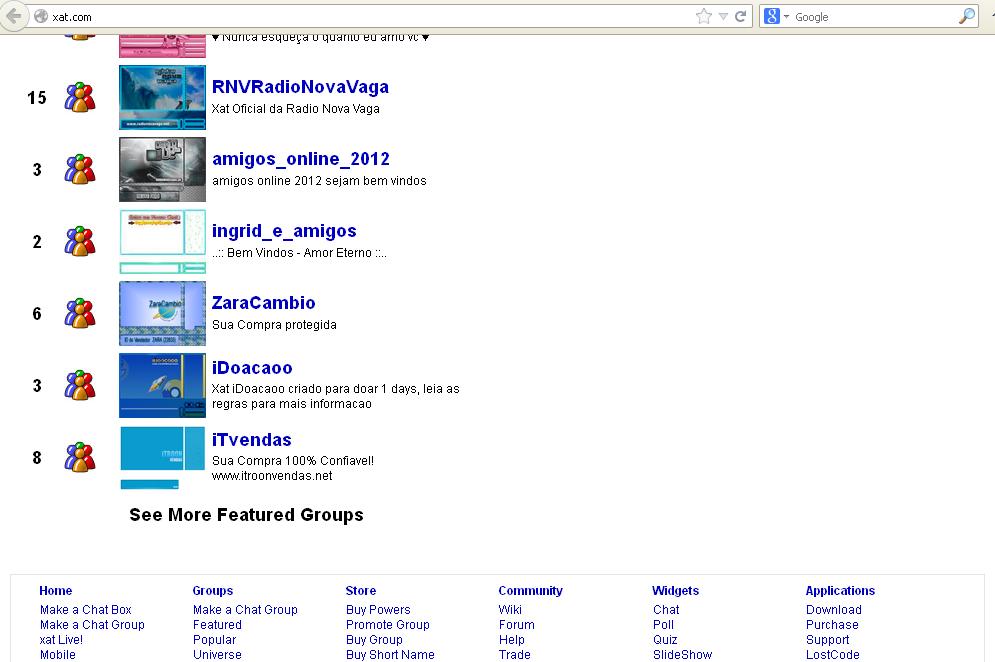 xat.com
Google
♥ Nunca esqueça o quanto eu amo vc ♥
15
RNVRadioNovaVaga
Xat Oficial da Radio Nova Vaga
3
amigos_online_2012
amigos online 2012 sejam bem vindos
2
ingrid_e_amigos
..:: Bem Vindos - Amor Eterno ::..
6
ZaraCambio
Sua Compra protegida
3
iDoacaoo
Xat iDoacaoo criado para doar 1 days, leia as
regras para mais informacao
8
iTvendas
Sua Compra 100% Confiavel!
www.itroonvendas.net
See More Featured Groups
Home Groups Store Community Widgets Applications
Make a Chat Box Make a Chat Group Buy Powers Wiki Chat Download
Make a Chat Group Featured Promote Group Forum Poll Purchase
xat Live! Popular Buy Group Help Quiz Support
Mobile Universe Buy Short Name Trade SlideShow LostCode